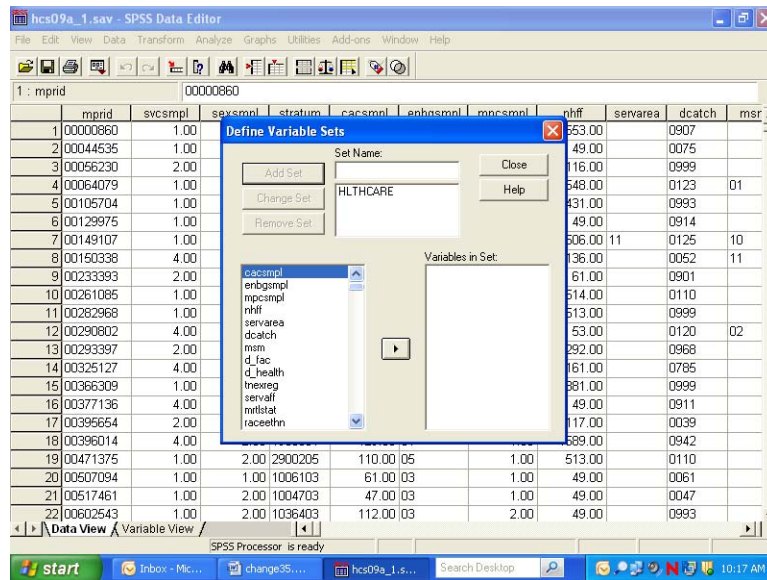 hcs09a_1.sav - SPSS Data Editor
File Edit View Data Transform Analyze Graphs Utilities Add-ons Window Help
1 : mprid 00000860
mprid svcsmpl sexsmpl stratum cacsmpl enbgsmpl mpcsmpl nhff servarea dcatch msm
Define Variable Sets
Set Name:
Add Set
Change Set
Remove Set
HLTHCARE
Close
Help
Variables in Set:
cacsmpl
enbgsmpl
mpcsmpl
nhff
servarea
dcatch
msm
d_fac
d_health
tnexreg
servaff
mrtlstat
raceethn
1 00000860 1.00 553.00 0907
2 00044535 1.00 49.00 0075
3 00056230 2.00 116.00 0999
4 00064079 1.00 548.00 0123 01
5 00105704 1.00 431.00 0993
6 00129975 1.00 49.00 0914
7 00149107 1.00 506.00 11 0125 10
8 00150338 4.00 136.00 0052 11
9 00233393 2.00 61.00 0901
10 00261085 1.00 514.00 0110
11 00282968 1.00 513.00 0999
12 00290802 4.00 53.00 0120 02
13 00293397 2.00 292.00 0968
14 00325127 4.00 161.00 0785
15 00366309 1.00 381.00 0999
16 00377136 4.00 49.00 0911
17 00395654 2.00 117.00 0039
18 00396014 4.00 589.00 0942
19 00471375 1.00 2.00 2900205 110.00 05 1.00 513.00 0110
20 00507094 1.00 1.00 1006103 61.00 03 1.00 49.00 0061
21 00517461 1.00 2.00 1004703 47.00 03 1.00 49.00 0047
22 00602543 1.00 2.00 1036403 112.00 03 2.00 49.00 0993
Data View Variable View
SPSS Processor is ready
start Inbox - Mic... change35.... hcs09a_1.s... Search Desktop 10:17 AM